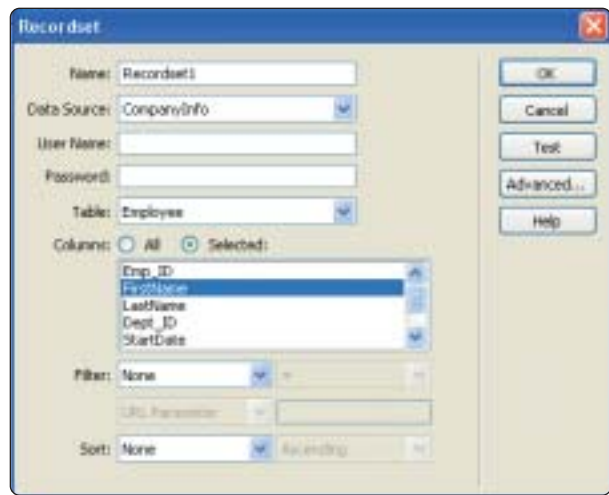 Recordset
Name: Recordset1
Data Source: CompanyInfo
User Name:
Password:
Table: Employee
Columns: All Selected:
Emp_ID
FirstName
LastName
Dept_ID
StartDate
Filter: None =
URL Parameter
Sort: None Ascending
OK
Cancel
Test
Advanced...
Help